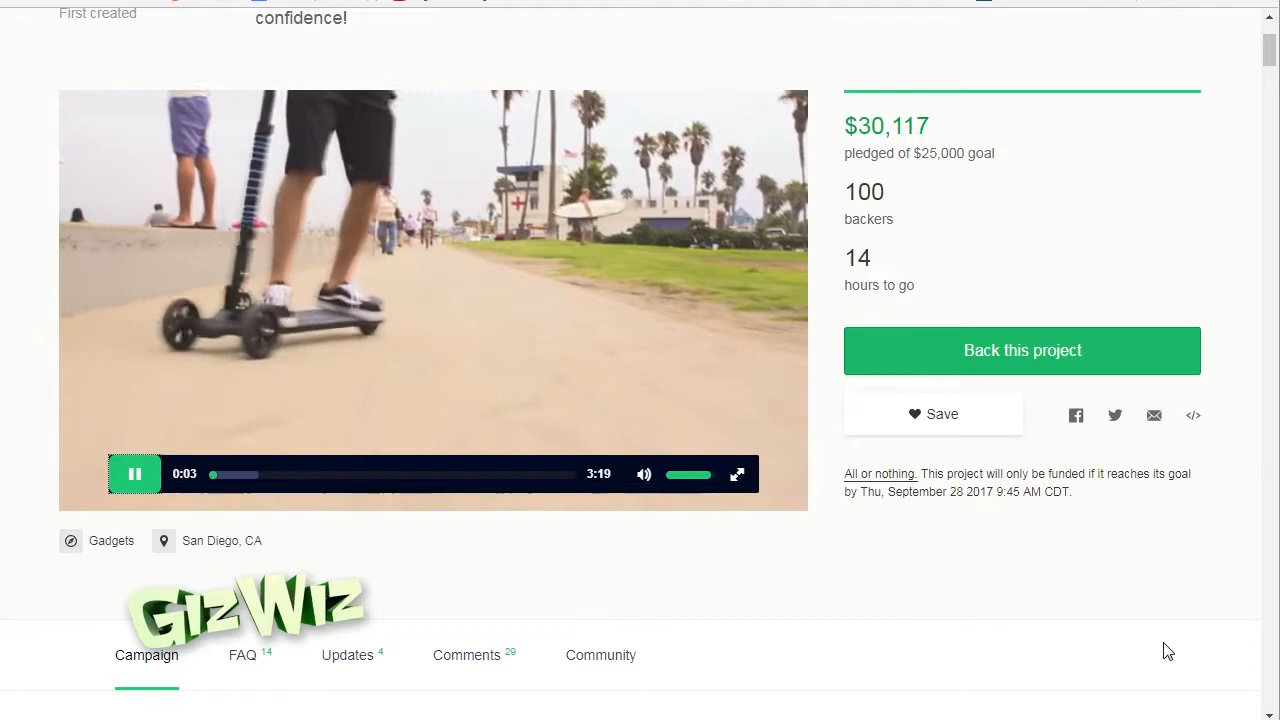 First created
confidence!
$30,117
pledged of $25,000 goal
100
backers
14
hours to go
Back this project
Save
</>
All or nothing. This project will only be funded if it reaches its goal
by Thu, September 28 2017 9:45 AM CDT.
0:03
3:19
Gadgets
San Diego, CA
GizWiz
Campaign
FAQ 14
Updates 4
Comments 29
Community